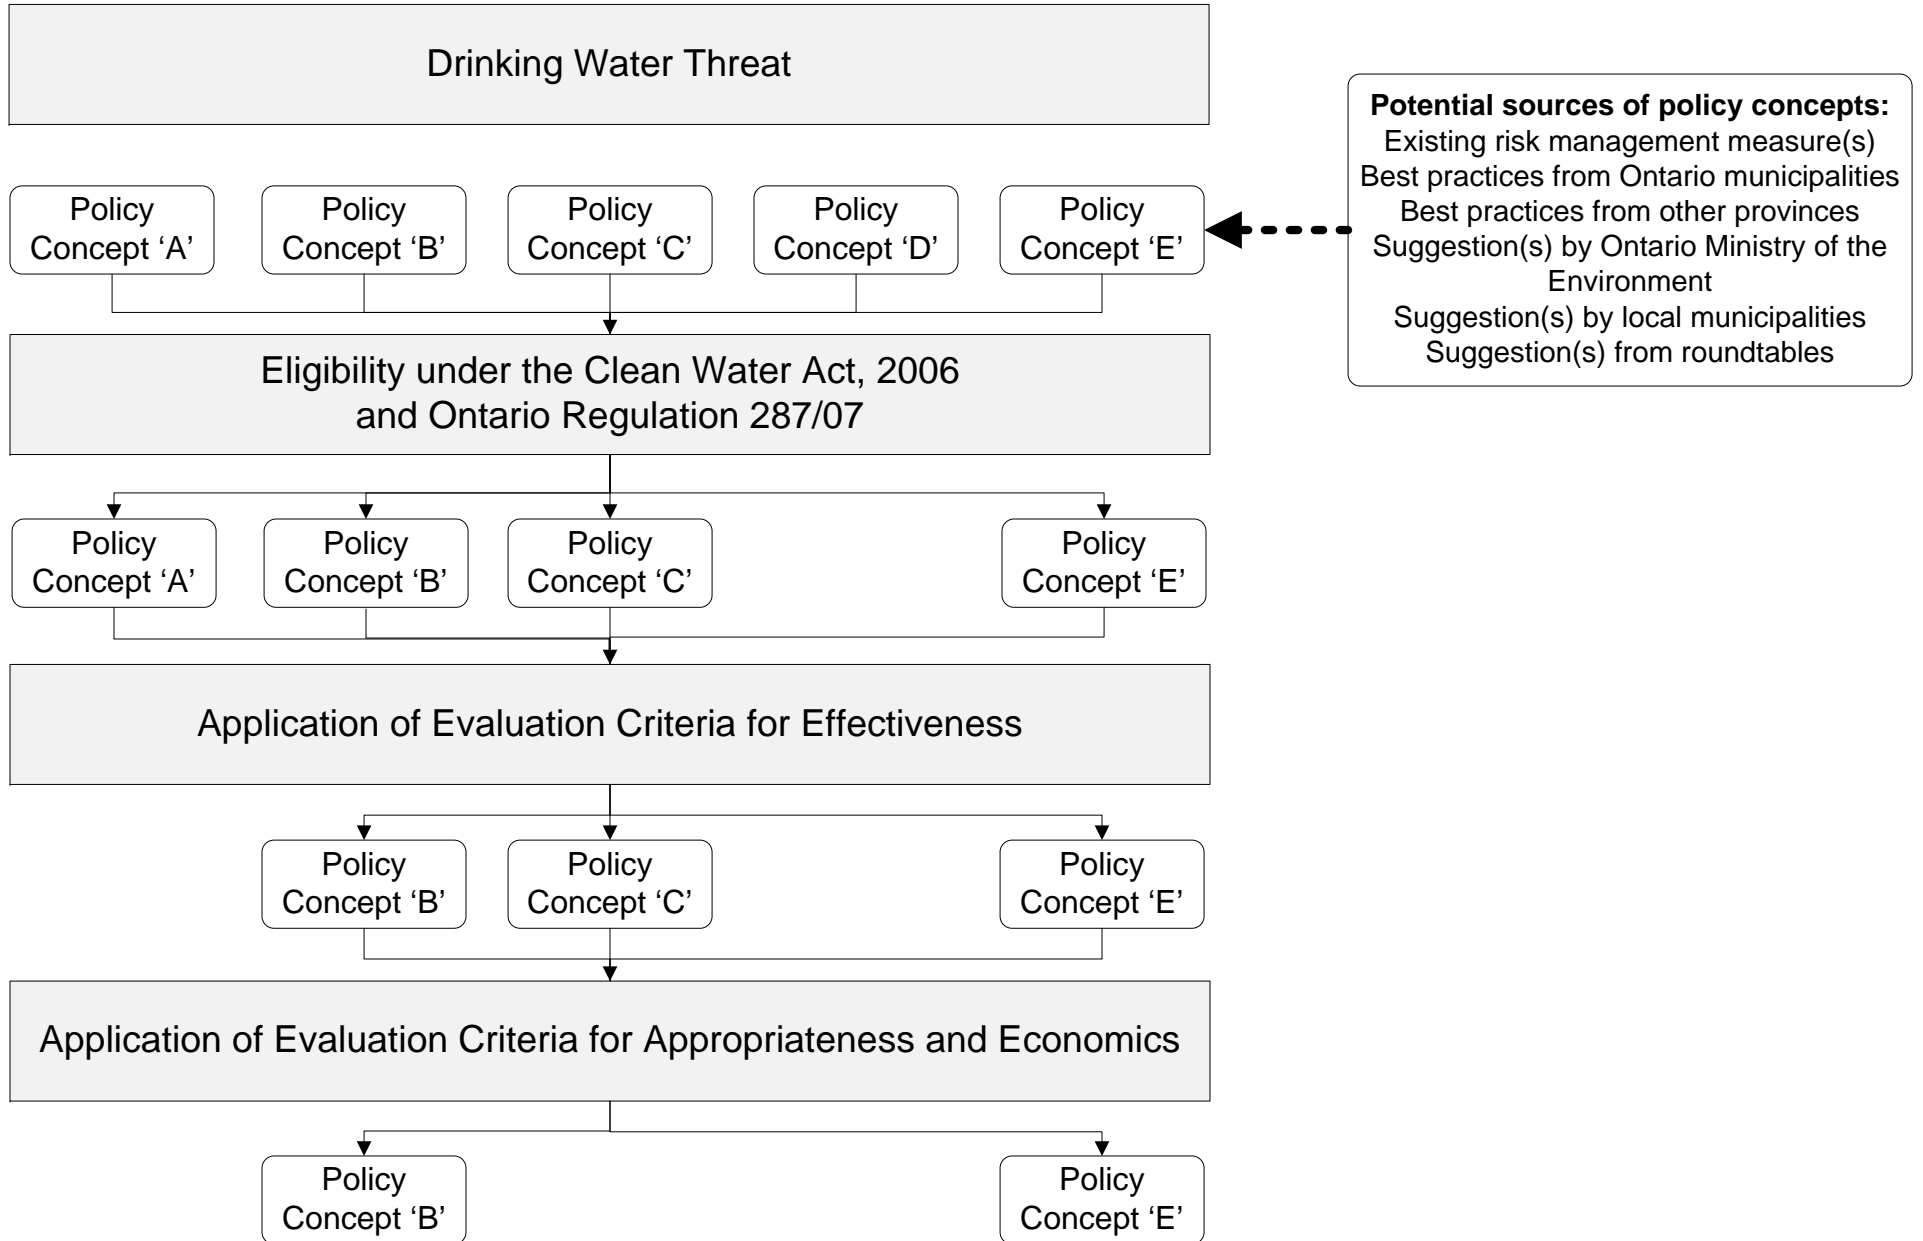 Drinking Water Threat
Potential sources of policy concepts:
Existing risk management measure(s)
Best practices from Ontario municipalities
Best practices from other provinces
Suggestion(s) by Ontario Ministry of the
Environment
Suggestion(s) by local municipalities
Suggestion(s) from roundtables
Policy
Concept ‘A’
Policy
Concept ‘B’
Policy
Concept ‘C’
Policy
Concept ‘D’
Policy
Concept ‘E’
Eligibility under the Clean Water Act, 2006
and Ontario Regulation 287/07
Policy
Concept ‘A’
Policy
Concept ‘B’
Policy
Concept ‘C’
Policy
Concept ‘E’
Application of Evaluation Criteria for Effectiveness
Policy
Concept ‘B’
Policy
Concept ‘C’
Policy
Concept ‘E’
Application of Evaluation Criteria for Appropriateness and Economics
Policy
Concept ‘B’
Policy
Concept ‘E’